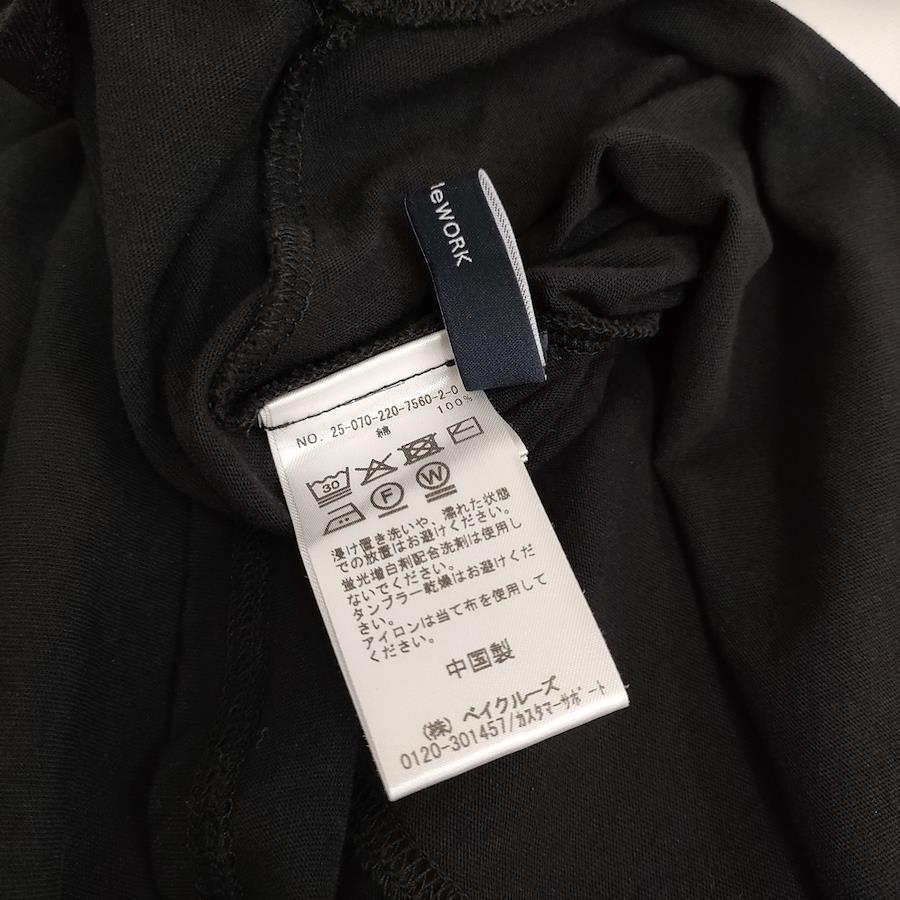 leWORK
NO. 25-070-220-7560-2-0
綿 100%
30
F W
浸け置き洗いや、濡れた状態
での放置はお避けください。
蛍光増白剤配合洗剤は使用し
ないでください。
タンブラー乾燥はお避けくだ
さい。
アイロンは当て布を使用して
ください。
中国製
(株) ベイクルーズ
0120-301457/カスタマーサポート